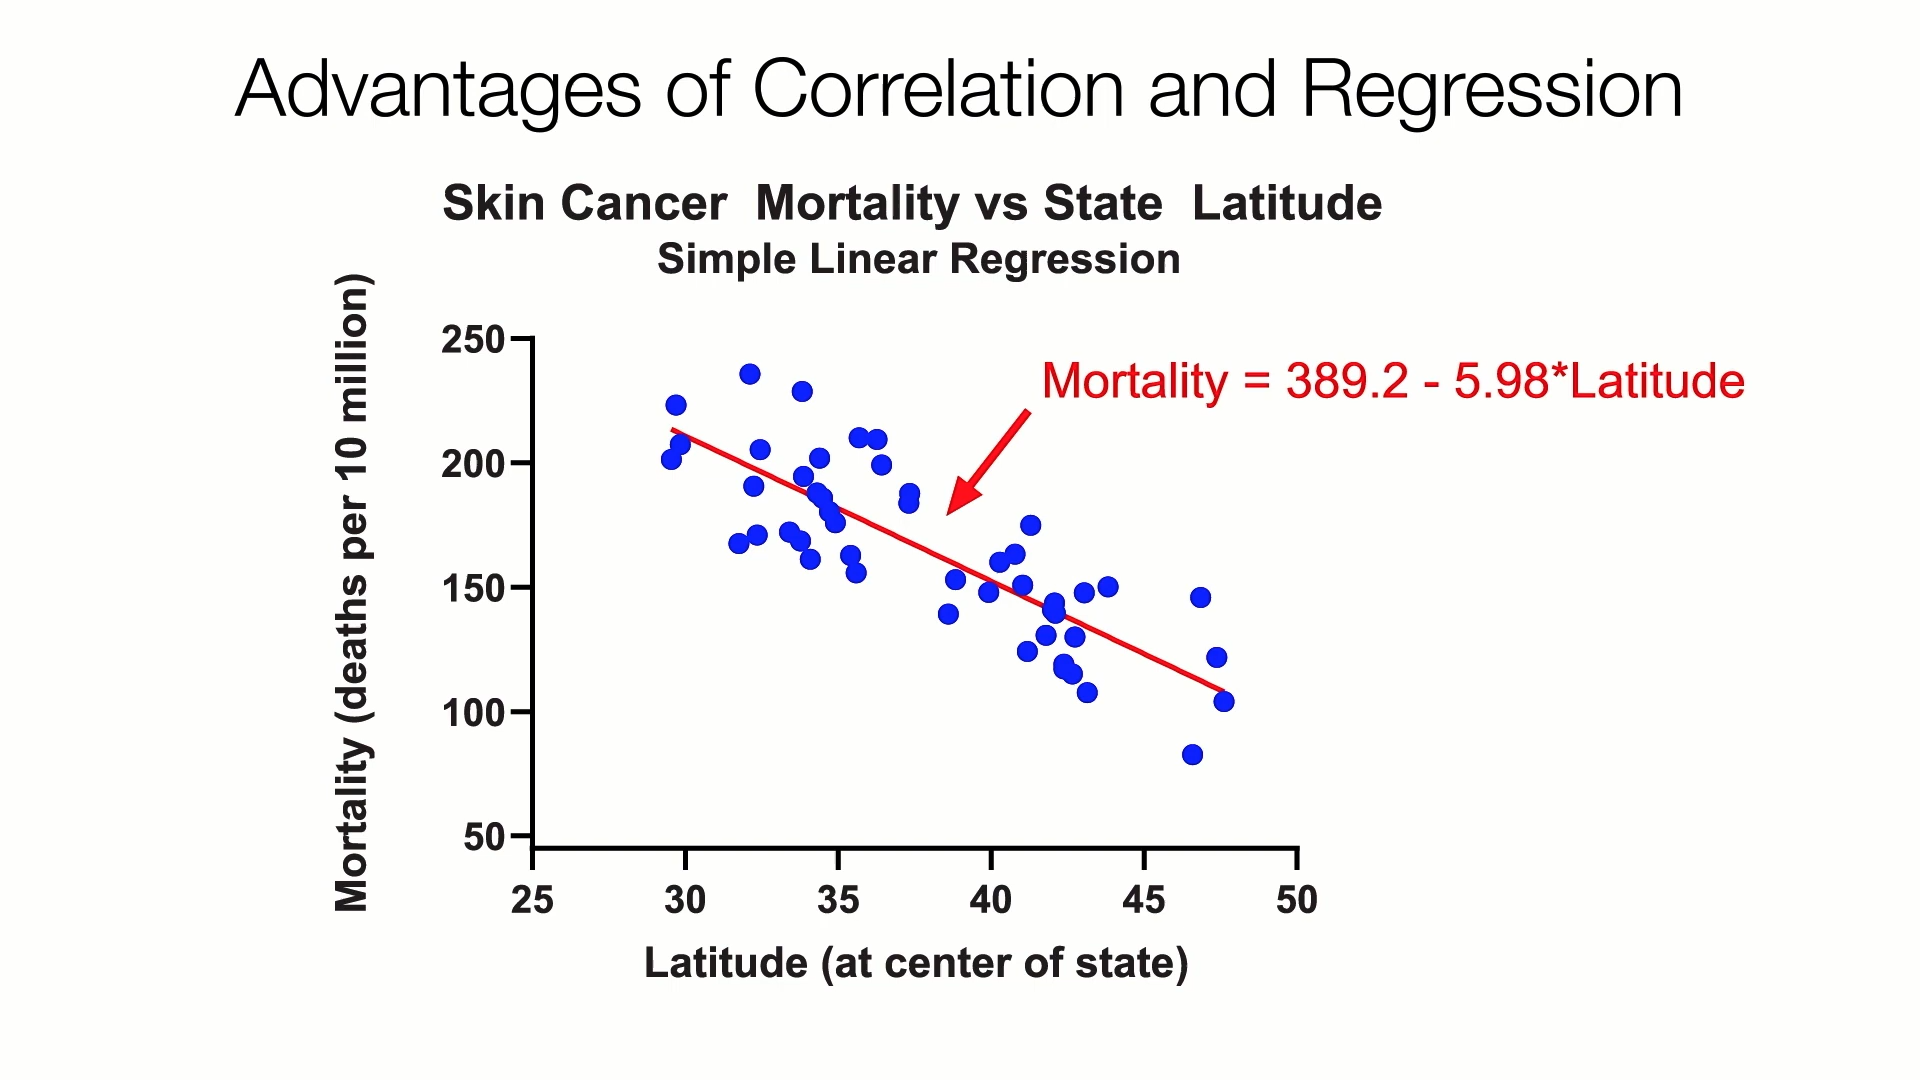 Advantages of Correlation and Regression
Skin Cancer Mortality vs State Latitude
Simple Linear Regression
Mortality (deaths per 10 million)
250
200
150
100
50
Mortality = 389.2 - 5.98*Latitude
25 30 35 40 45 50
Latitude (at center of state)